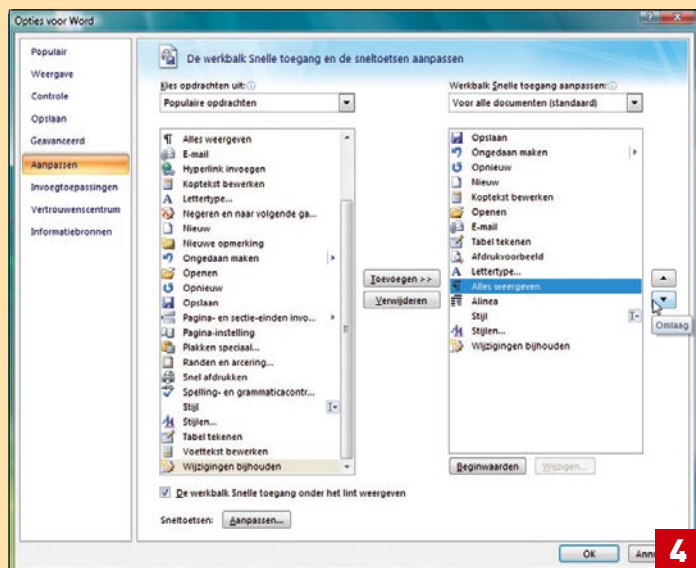 Opties voor Word
Populair
Weergave
Controle
Opslaan
Geavanceerd
Aanpassen
Invoegtoepassingen
Vertrouwenscentrum
Informatiebronnen
De werkbalk Snelle toegang en de sneltoetsen aanpassen
Kies opdrachten uit:
Populaire opdrachten
Alles weergeven
E-mail
Hyperlink invoegen
Koptekst bewerken
Lettertype...
Negeren en naar volgende ga...
Nieuw
Nieuwe opmerking
Ongedaan maken
Openen
Opnieuw
Opslaan
Pagina- en sectie-einden invo...
Pagina-instelling
Plakken speciaal...
Randen en arcering...
Snel afdrukken
Spelling- en grammaticacontr...
Stijl
Stijlen...
Tabel tekenen
Voettekst bewerken
Wijzigingen bijhouden
Toevoegen >>
Verwijderen
Werkbalk Snelle toegang aanpassen:
Voor alle documenten (standaard)
Opslaan
Ongedaan maken
Opnieuw
Nieuw
Koptekst bewerken
Openen
E-mail
Tabel tekenen
Afdrukvoorbeeld
Lettertype...
Alles weergeven
Alinea
Stijl
Stijlen...
Wijzigingen bijhouden
Omlaag
Beginwaarden
Wijzigen...
De werkbalk Snelle toegang onder het lint weergeven
Sneltoetsen: Aanpassen...
OK
4